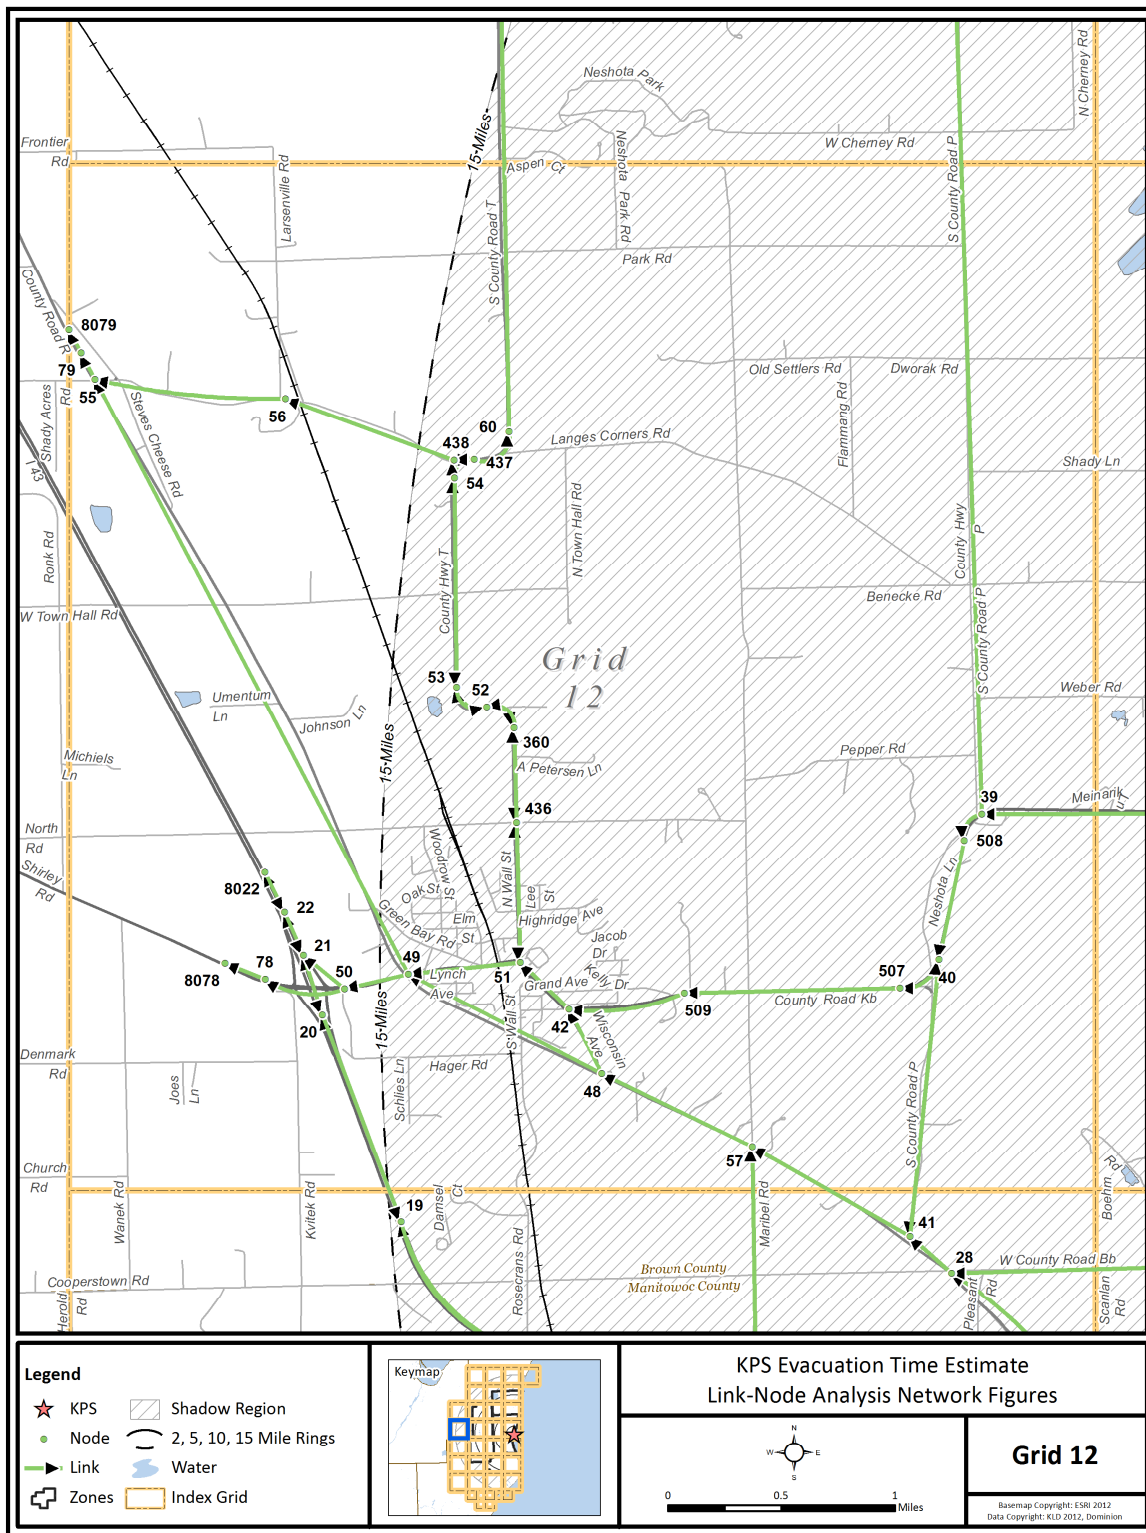 Neshota Park
N Cherney Rd
Frontier
Rd
W Cherney Rd
15-Miles
Aspen Ct
Neshota Park Rd
S County Road P
Larsenville Rd
S County Road T
Park Rd
County Road R
8079
79
55
Shady Acres
Rd
Steves Cheese Rd
56
Old Settlers Rd
Dworak Rd
Flammang Rd
60
438
437
54
Langes Corners Rd
Shady Ln
I 43
N Town Hall Rd
County Hwy
P
Ronk Rd
County Hwy T
W Town Hall Rd
Benecke Rd
S County Road P
Grid
12
53
52
Umentum
Ln
Johnson Ln
360
Weber Rd
15-Miles
Michiels
Ln
A Petersen Ln
Pepper Rd
436
39
508
North
Rd
Shirley
Rd
Woodrow St
N Wall St
Lee
St
Oak St
Elm
St
Highridge Ave
Green Bay Rd
Neshota Ln
8022
22
21
Jacob
Dr
Kelly
Dr
78
8078
50
49
Lynch
Ave
51
Grand Ave
507
40
County Road Kb
509
42
20
15-Miles
S Wall St
Wisconsin
Ave
Denmark
Rd
Joes
Ln
Hager Rd
48
Schlies Ln
S County Road P
57
Church
Rd
Wanek Rd
Kvitek Rd
19
Damsel
Ct
Rosecrans Rd
Maribel Rd
41
28
Boehm
Rd
W County Road Bb
Cooperstown Rd
Herold
Rd
Brown County
Manitowoc County
Pleasant
Rd
Scanlan
Rd
Legend
KPS
Shadow Region
Node
2, 5, 10, 15 Mile Rings
Link
Water
Zones
Index Grid
Keymap
KPS Evacuation Time Estimate
Link-Node Analysis Network Figures
N
W E
S
0 0.5 1
Miles
Grid 12
Basemap Copyright: ESRI 2012
Data Copyright: KLD 2012, Dominion